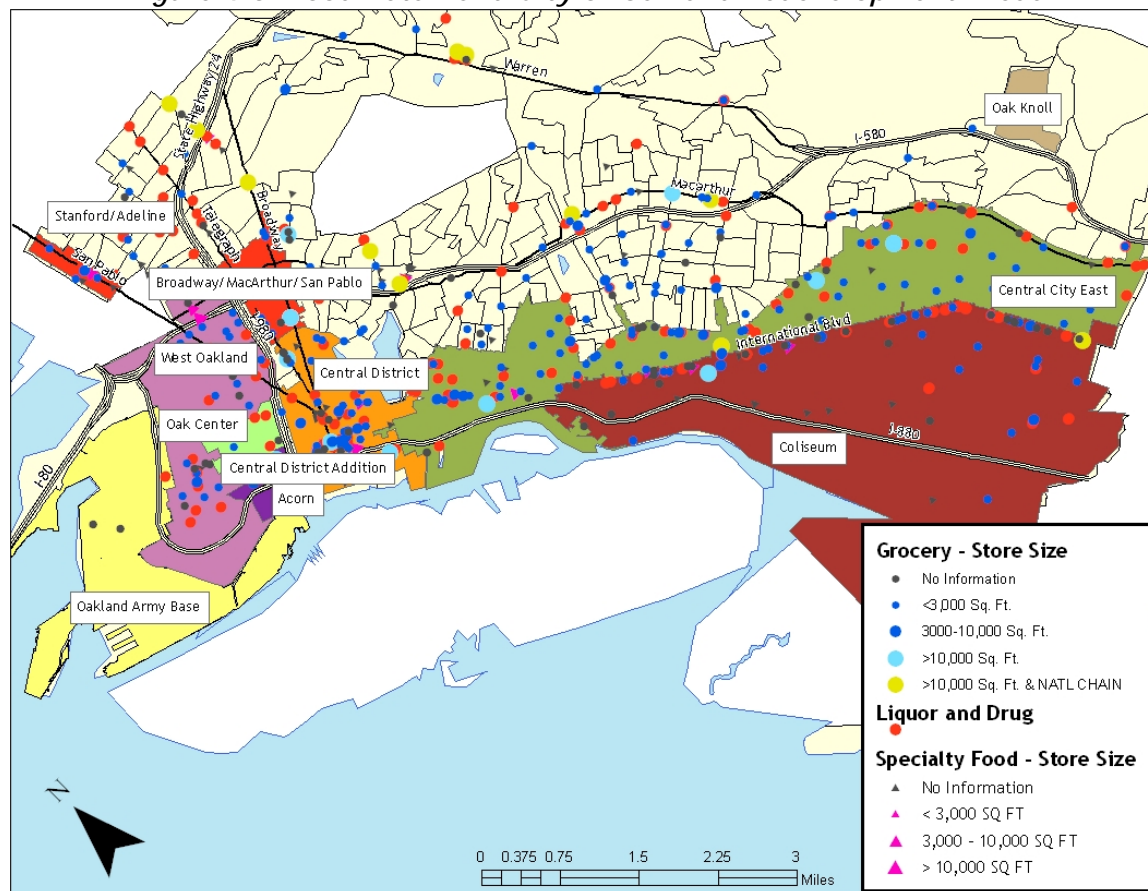 Warren
State Highway 24
Oak Knoll
I-580
Macarthur
Stanford/Adeline
Telegraph
Broadway
San Pablo
Broadway/MacArthur/San Pablo
Central City East
I-980
International Blvd
West Oakland
Central District
Oak Center
Coliseum
I-880
Central District Addition
I-80
Acorn
Oakland Army Base
Grocery - Store Size
No Information
<3,000 Sq. Ft.
3000-10,000 Sq. Ft.
>10,000 Sq. Ft.
>10,000 Sq. Ft. & NATL CHAIN
Liquor and Drug
Specialty Food - Store Size
No Information
< 3,000 SQ FT
3,000 - 10,000 SQ FT
> 10,000 SQ FT
N
0 0.375 0.75 1.5 2.25 3
Miles